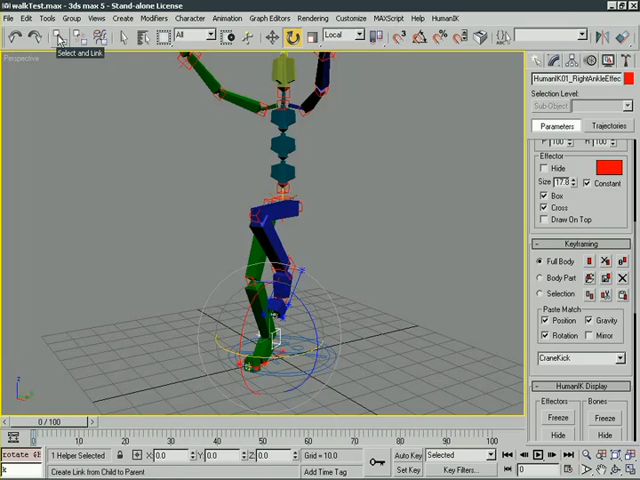 walkTest.max - 3ds max 5 - Stand-alone License
File Edit Tools Group Views Create Modifiers Character Animation Graph Editors Rendering Customize MAXScript Help HumanIK
All
Local
Select and Link
Perspective
HumanIK01_RightAnkleEffec
Selection Level:
Sub-Object
Parameters Trajectories
P 100 R 100
Effector
Hide
Size 17.8 Constant
Box
Cross
Draw On Top
Keyframing
Full Body
Body Part
Selection
Paste Match
Position Gravity
Rotation Mirror
CraneKick
HumanIK Display
Effectors Bones
Freeze Freeze
Hide Hide
z
0 / 100
0 10 20 30 40 50 60 70 80 90 100
1 Helper Selected X: 0.0 Y: 0.0 Z: 0.0 Grid = 10.0 Auto Key Selected
Create Link from Child to Parent Add Time Tag Set Key Key Filters... 0